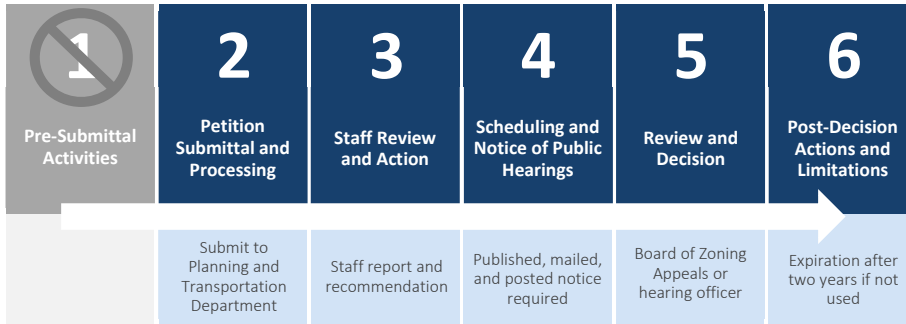 1
Pre-Submittal
Activities
2
Petition
Submittal and
Processing
Submit to
Planning and
Transportation
Department
3
Staff Review
and Action
Staff report and
recommendation
4
Scheduling and
Notice of Public
Hearings
Published, mailed,
and posted notice
required
5
Review and
Decision
Board of Zoning
Appeals or
hearing officer
6
Post-Decision
Actions and
Limitations
Expiration after
two years if not
used